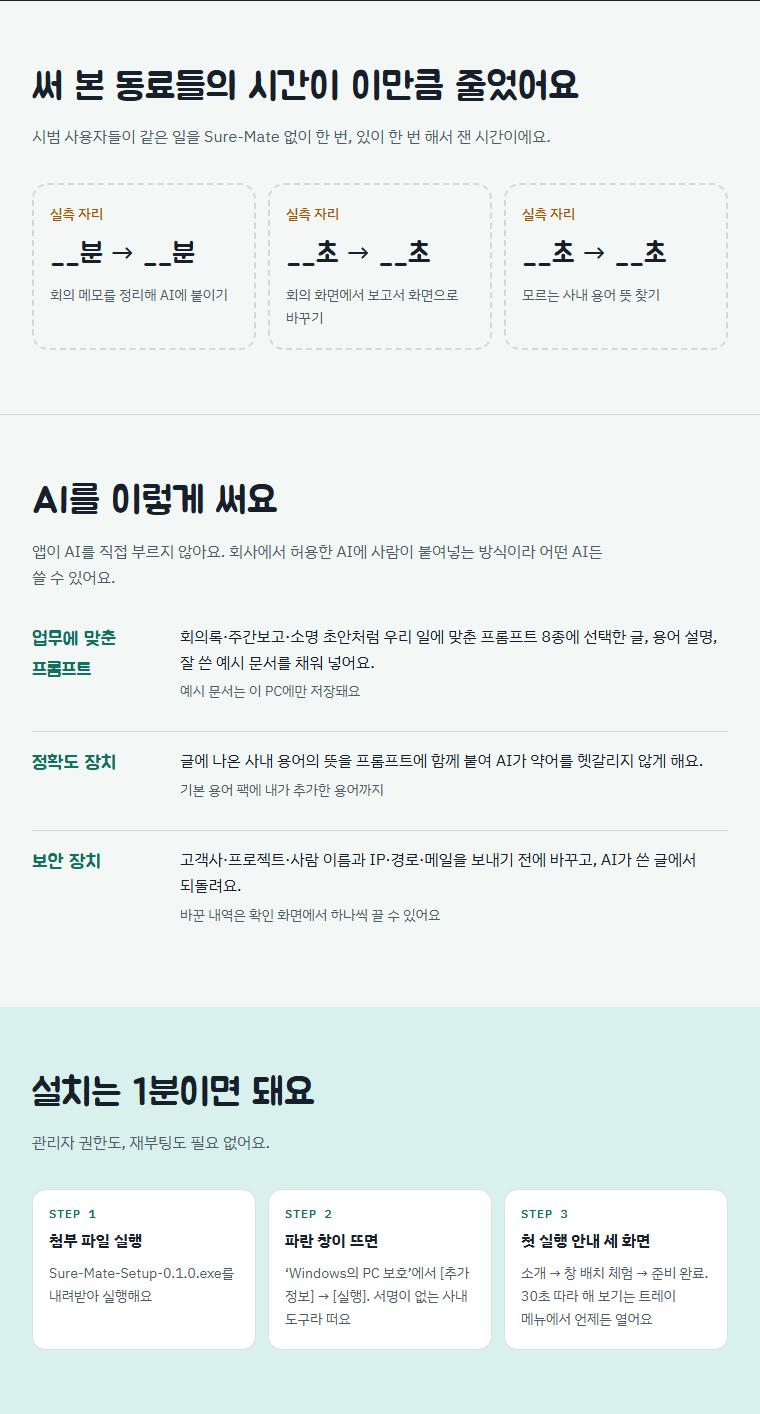 써 본 동료들의 시간이 이만큼 줄었어요
시범 사용자들이 같은 일을 Sure-Mate 없이 한 번, 있이 한 번 해서 잰 시간이에요.
실측 자리
__분 → __분
회의 메모를 정리해 AI에 붙이기
실측 자리
__초 → __초
회의 화면에서 보고서 화면으로
바꾸기
실측 자리
__초 → __초
모르는 사내 용어 뜻 찾기
AI를 이렇게 써요
앱이 AI를 직접 부르지 않아요. 회사에서 허용한 AI에 사람이 붙여넣는 방식이라 어떤 AI든
쓸 수 있어요.
업무에 맞춘
프롬프트
회의록·주간보고·소명 초안처럼 우리 일에 맞춘 프롬프트 8종에 선택한 글, 용어 설명,
잘 쓴 예시 문서를 채워 넣어요.
예시 문서는 이 PC에만 저장돼요
정확도 장치
글에 나온 사내 용어의 뜻을 프롬프트에 함께 붙여 AI가 약어를 헷갈리지 않게 해요.
기본 용어 팩에 내가 추가한 용어까지
보안 장치
고객사·프로젝트·사람 이름과 IP·경로·메일을 보내기 전에 바꾸고, AI가 쓴 글에서
되돌려요.
바꾼 내역은 확인 화면에서 하나씩 끌 수 있어요
설치는 1분이면 돼요
관리자 권한도, 재부팅도 필요 없어요.
STEP 1
첨부 파일 실행
Sure-Mate-Setup-0.1.0.exe를
내려받아 실행해요
STEP 2
파란 창이 뜨면
‘Windows의 PC 보호’에서 [추가
정보] → [실행]. 서명이 없는 사내
도구라 떠요
STEP 3
첫 실행 안내 세 화면
소개 → 창 배치 체험 → 준비 완료.
30초 따라 해 보기는 트레이
메뉴에서 언제든 열어요